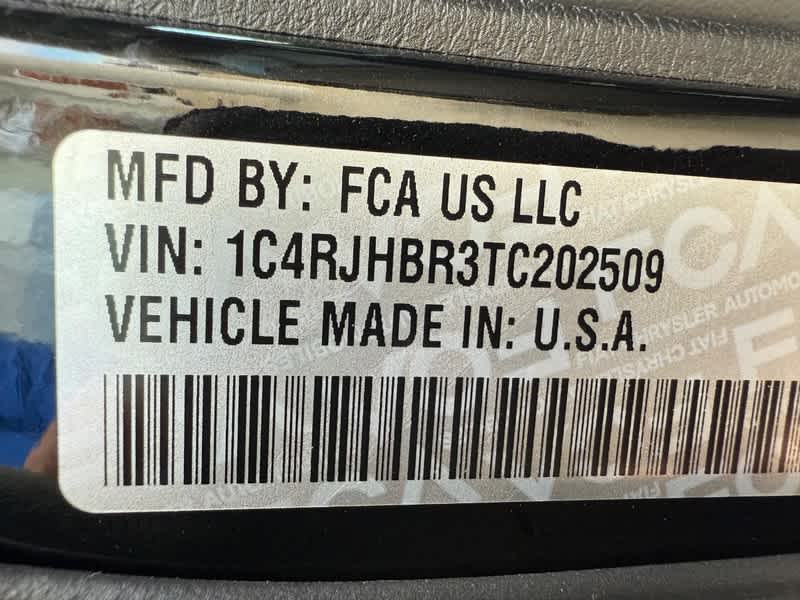 MFD BY: FCA US LLC
VIN: 1C4RJHBR3TC202509
VEHICLE MADE IN: U.S.A.